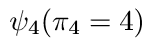 ψ₄(π₄ = 4)